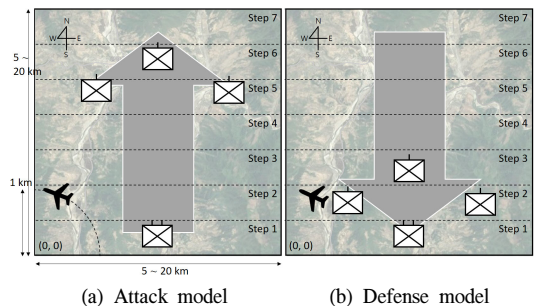 N
W E
S
Step 7
Step 6
Step 5
Step 4
Step 3
Step 2
Step 1
5 ~
20 km
1 km
(0, 0)
5 ~ 20 km
(a) Attack model
N
W E
S
Step 7
Step 6
Step 5
Step 4
Step 3
Step 2
Step 1
(0, 0)
(b) Defense model